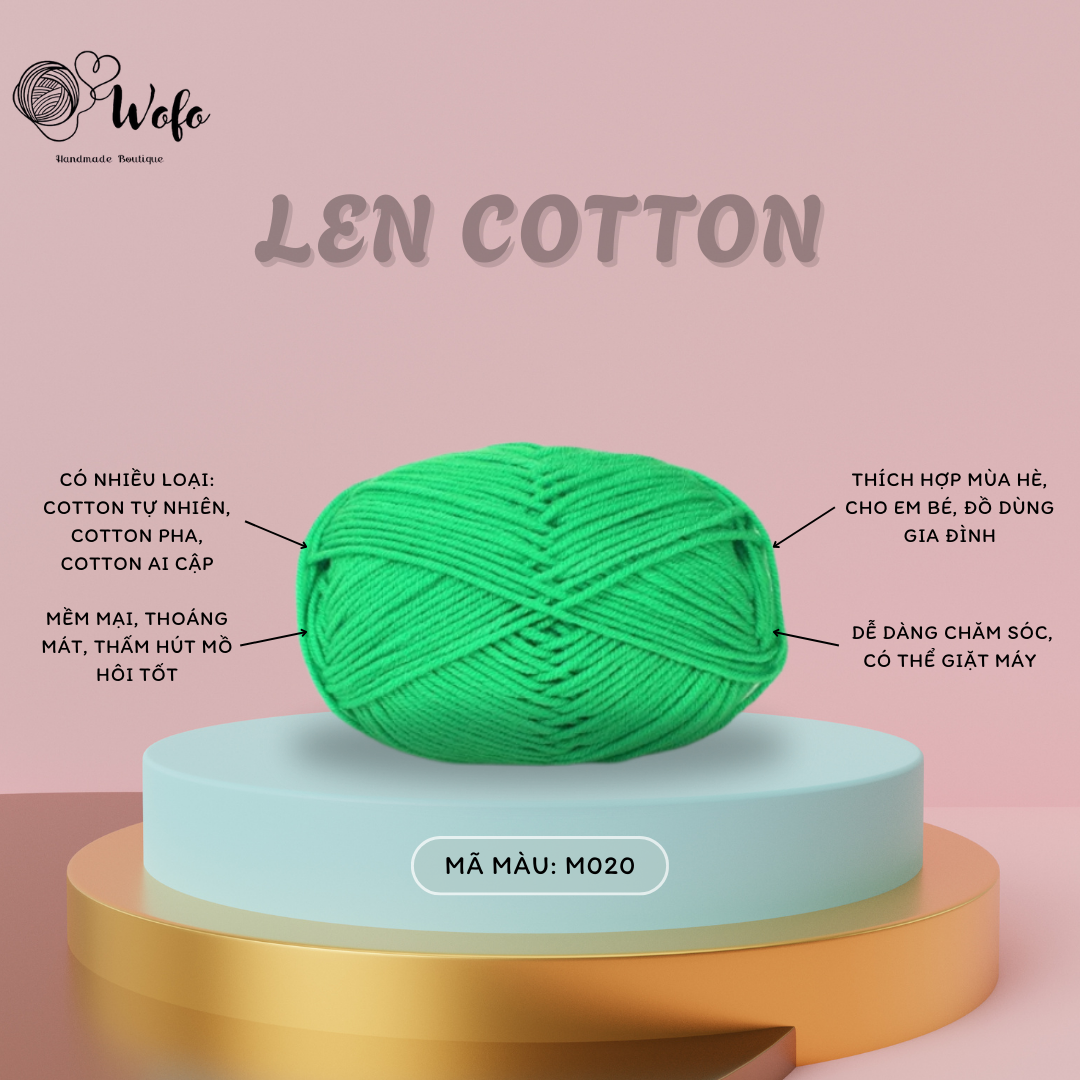 Wofo
Handmade Boutique
LEN COTTON
CÓ NHIỀU LOẠI:
COTTON TỰ NHIÊN,
COTTON PHA,
COTTON AI CẬP
MỀM MẠI, THOÁNG
MÁT, THẤM HÚT MỒ
HÔI TỐT
THÍCH HỢP MÙA HÈ,
CHO EM BÉ, ĐỒ DÙNG
GIA ĐÌNH
DỄ DÀNG CHĂM SÓC,
CÓ THỂ GIẶT MÁY
MÃ MÀU: M020